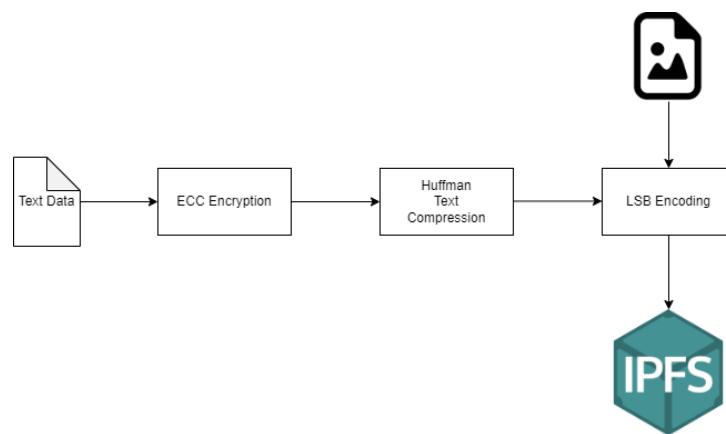 Text Data
ECC Encryption
Huffman
Text
Compression
LSB Encoding
IPFS